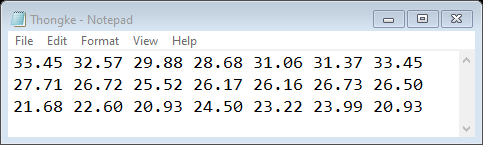 Thongke - Notepad
File Edit Format View Help
33.45 32.57 29.88 28.68 31.06 31.37 33.45
27.71 26.72 25.52 26.17 26.16 26.73 26.50
21.68 22.60 20.93 24.50 23.22 23.99 20.93